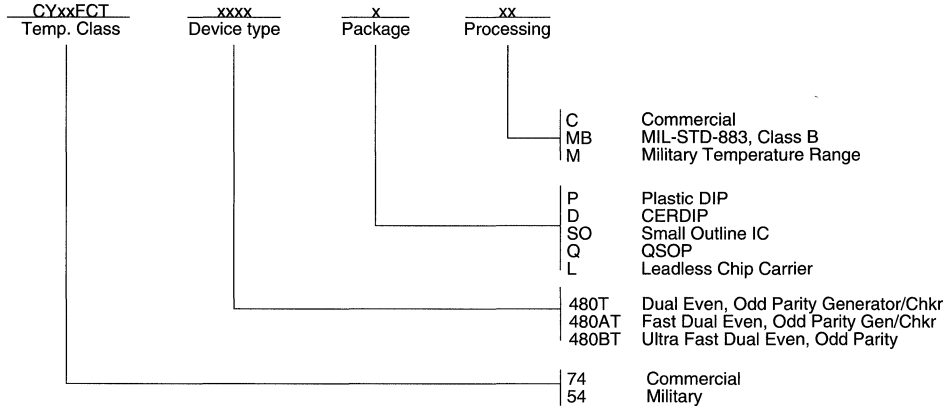 CYxxFCT xxxx x xx
Temp. Class Device type Package Processing
C Commercial
MB MIL-STD-883, Class B
M Military Temperature Range
P Plastic DIP
D CERDIP
SO Small Outline IC
Q QSOP
L Leadless Chip Carrier
480T Dual Even, Odd Parity Generator/Chkr
480AT Fast Dual Even, Odd Parity Gen/Chkr
480BT Ultra Fast Dual Even, Odd Parity
74 Commercial
54 Military